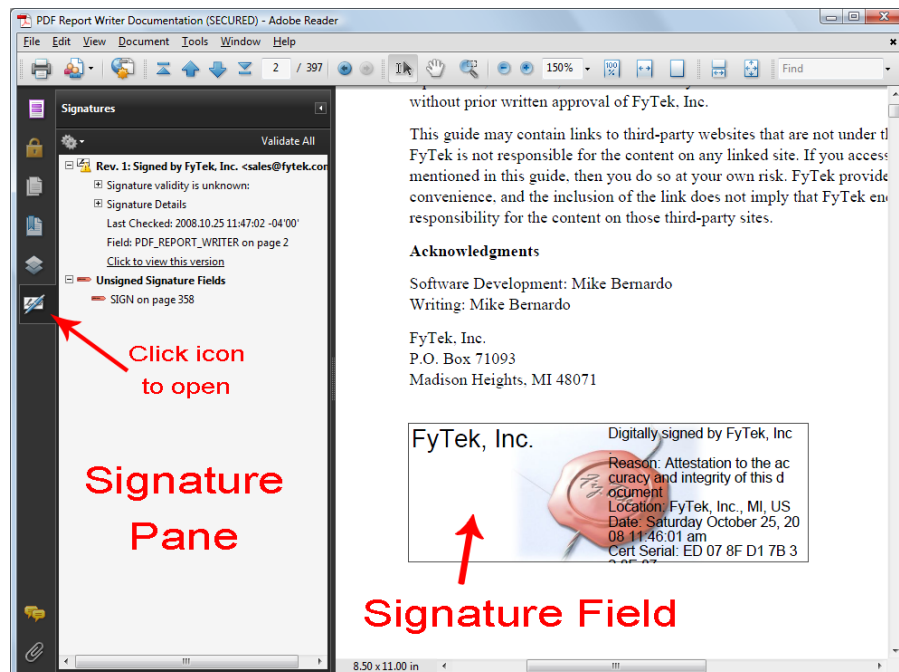 PDF Report Writer Documentation (SECURED) - Adobe Reader
File Edit View Document Tools Window Help
2 / 397 150% Find
Signatures
Validate All
Rev. 1: Signed by FyTek, Inc. <sales@fytek.con
Signature validity is unknown:
Signature Details
Last Checked: 2008.10.25 11:47:02 -04'00'
Field: PDF_REPORT_WRITER on page 2
Click to view this version
Unsigned Signature Fields
SIGN on page 358
Click icon
to open
Signature
Pane
without prior written approval of FyTek, Inc.
This guide may contain links to third-party websites that are not under th
FyTek is not responsible for the content on any linked site. If you access
mentioned in this guide, then you do so at your own risk. FyTek provide
convenience, and the inclusion of the link does not imply that FyTek end
responsibility for the content on those third-party sites.
Acknowledgments
Software Development: Mike Bernardo
Writing: Mike Bernardo
FyTek, Inc.
P.O. Box 71093
Madison Heights, MI 48071
FyTek, Inc.
Digitally signed by FyTek, Inc
.
Reason: Attestation to the ac
curacy and integrity of this d
ocument
Location: FyTek, Inc., MI, US
Date: Saturday October 25, 20
08 11:46:01 am
Cert Serial: ED 07 8F D1 7B 3
Signature Field
8.50 x 11.00 in